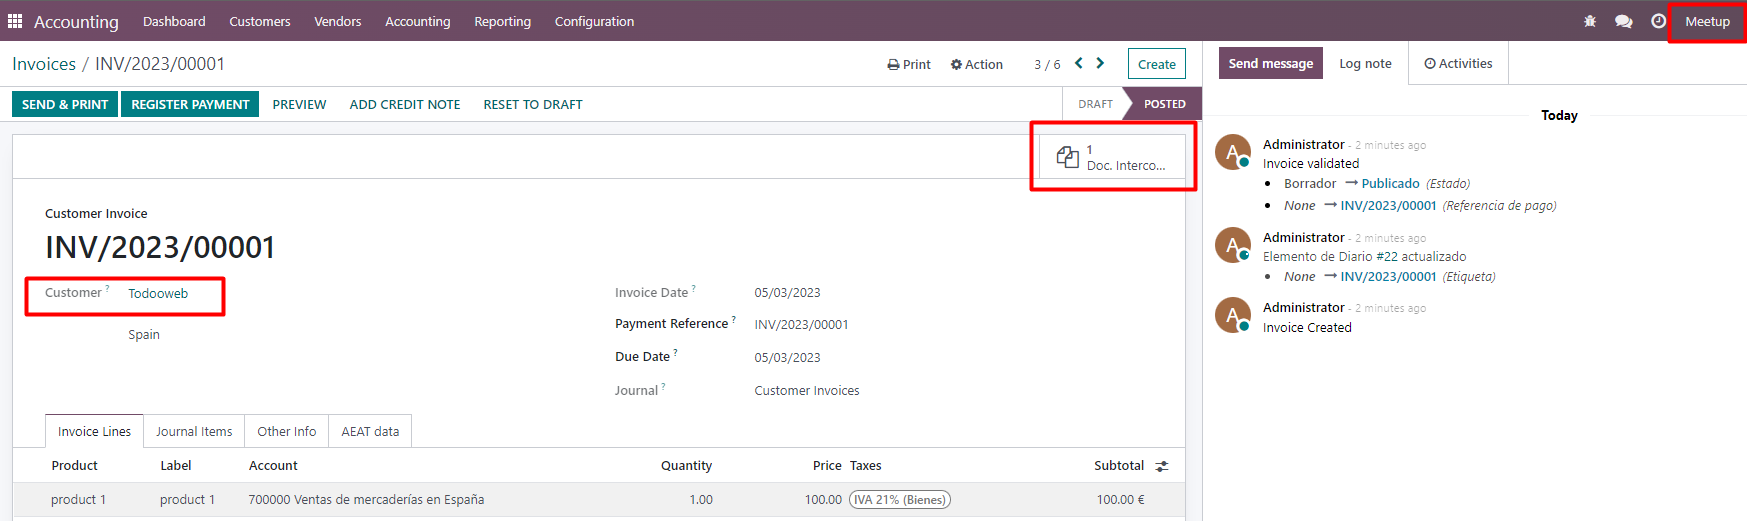 Accounting Dashboard Customers Vendors Accounting Reporting Configuration Meetup
Invoices / INV/2023/00001 Print Action 3 / 6 Create Send message Log note Activities
SEND & PRINT REGISTER PAYMENT PREVIEW ADD CREDIT NOTE RESET TO DRAFT DRAFT POSTED
1
Doc. Interco...
Customer Invoice
INV/2023/00001
Customer ? Todooweb
Spain
Invoice Date ? 05/03/2023
Payment Reference ? INV/2023/00001
Due Date ? 05/03/2023
Journal ? Customer Invoices
Invoice Lines Journal Items Other Info AEAT data
Product Label Account Quantity Price Taxes Subtotal
product 1 product 1 700000 Ventas de mercaderías en España 1.00 100.00 IVA 21% (Bienes) 100.00 €
Today
A
Administrator - 2 minutes ago
Invoice validated
Borrador → Publicado (Estado)
None → INV/2023/00001 (Referencia de pago)
A
Administrator - 2 minutes ago
Elemento de Diario #22 actualizado
None → INV/2023/00001 (Etiqueta)
A
Administrator - 2 minutes ago
Invoice Created